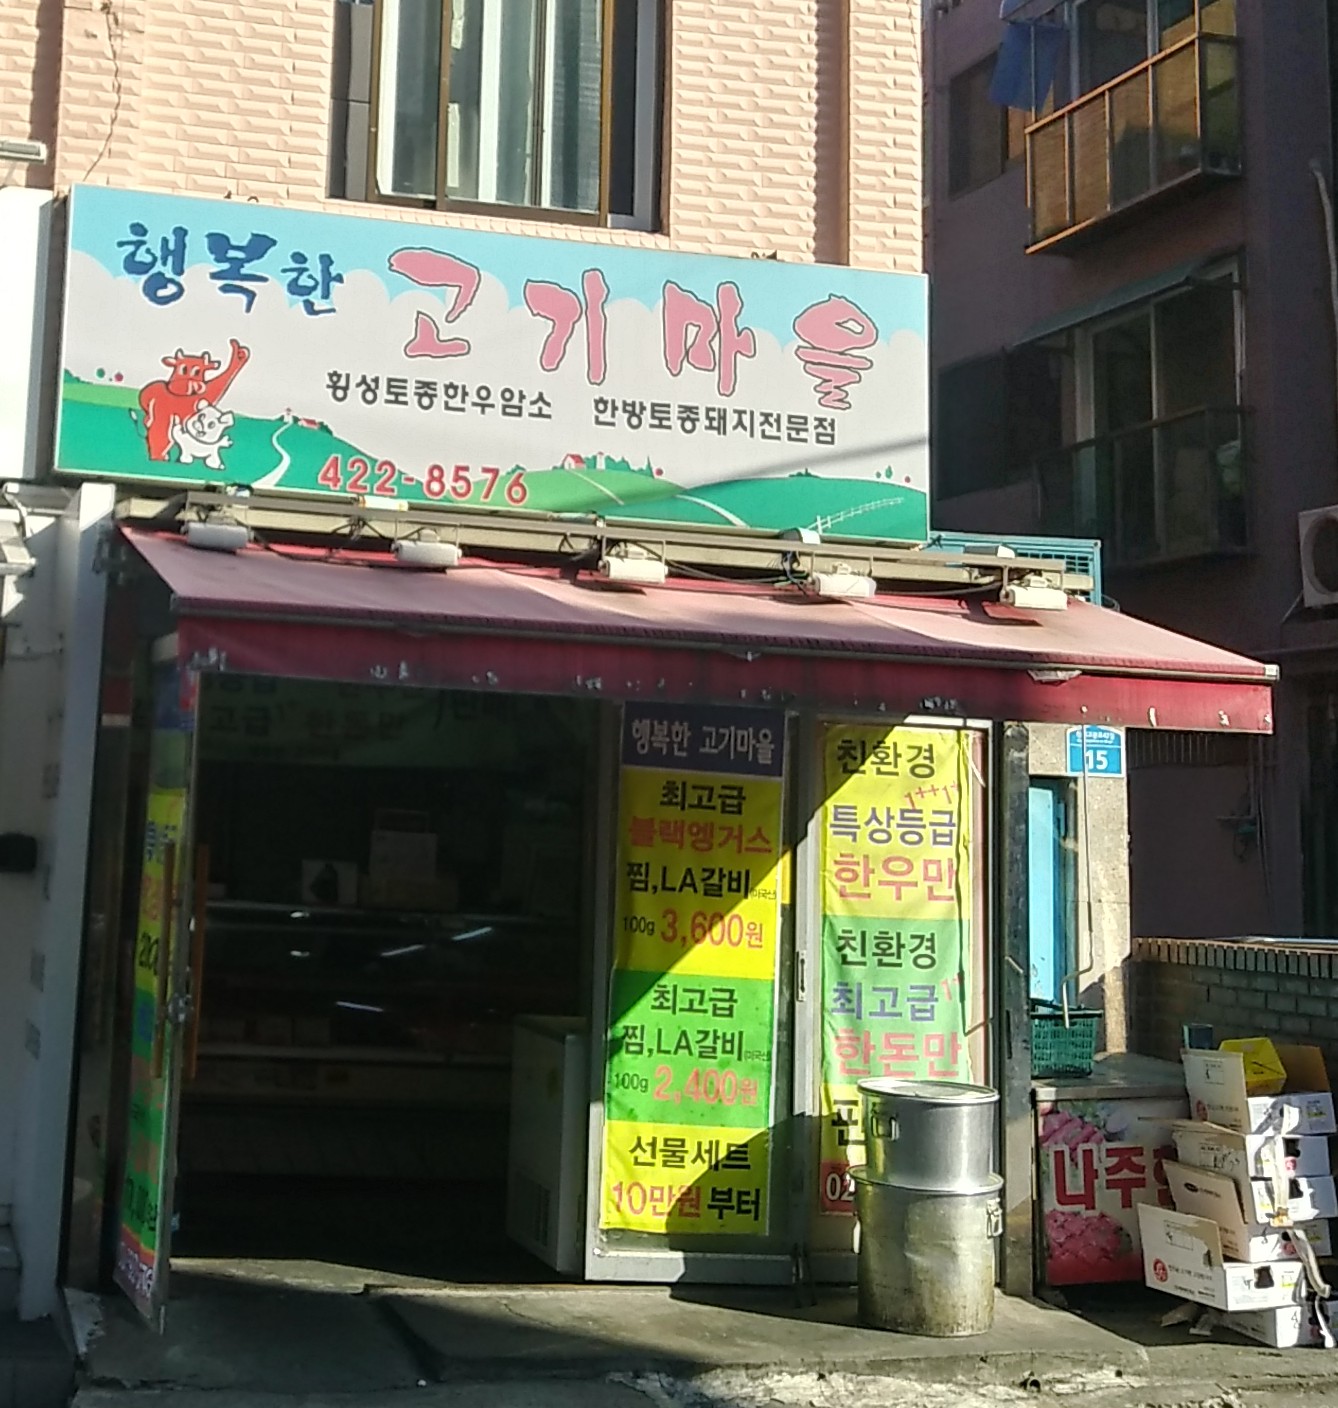 행복한 고기마을
횡성토종한우암소 한방토종돼지전문점
422-8576
행복한 고기마을
최고급
블랙엥거스
찜,LA갈비
100g 3,600원
최고급
찜,LA갈비
100g 2,400원
선물세트
10만원 부터
친환경
1++1+
특상등급
한우만
친환경
최고급
한돈만
02
15
나주